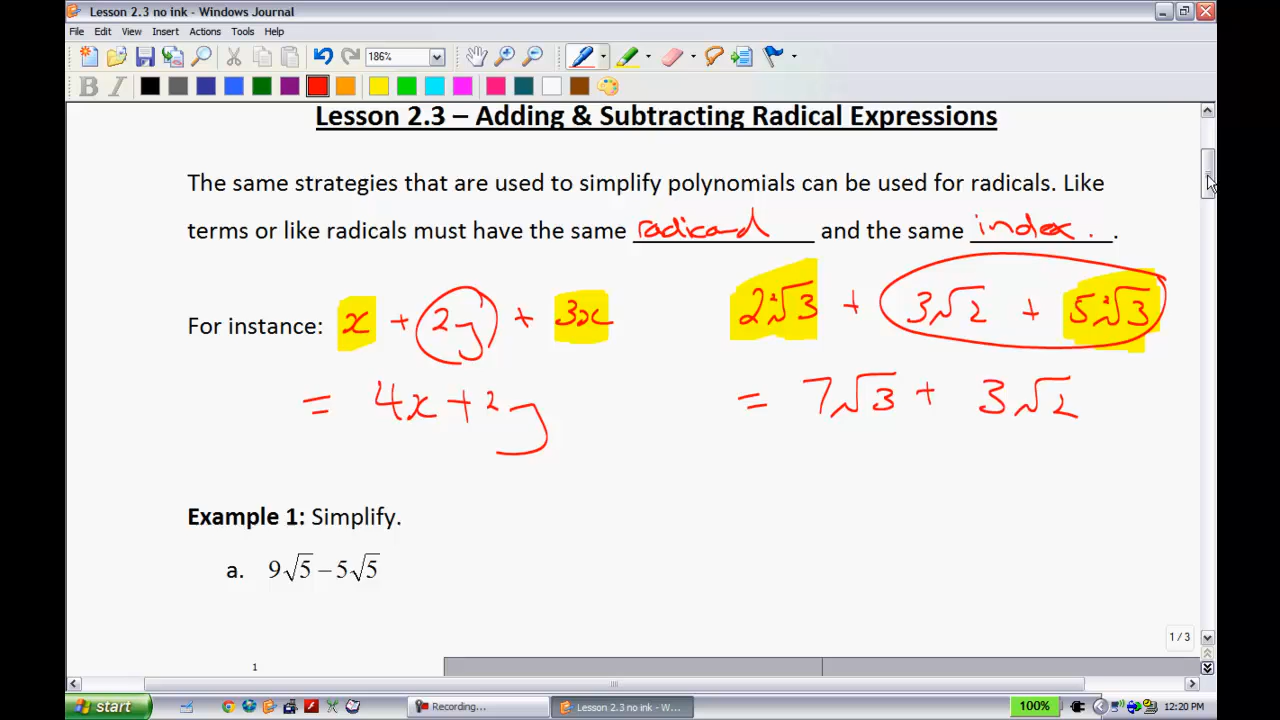 Lesson 2.3 no ink - Windows Journal
File Edit View Insert Actions Tools Help
186%
B I
Lesson 2.3 – Adding & Subtracting Radical Expressions
The same strategies that are used to simplify polynomials can be used for radicals. Like
terms or like radicals must have the same radicand and the same index.
For instance: x + 2y + 3x 2²√3 + 3√2 + 5²√3
= 4x + 2y = 7√3 + 3√2
Example 1: Simplify.
a. 9√5 – 5√5
1 / 3
1
start Recording... Lesson 2.3 no ink - W... 100% 12:20 PM